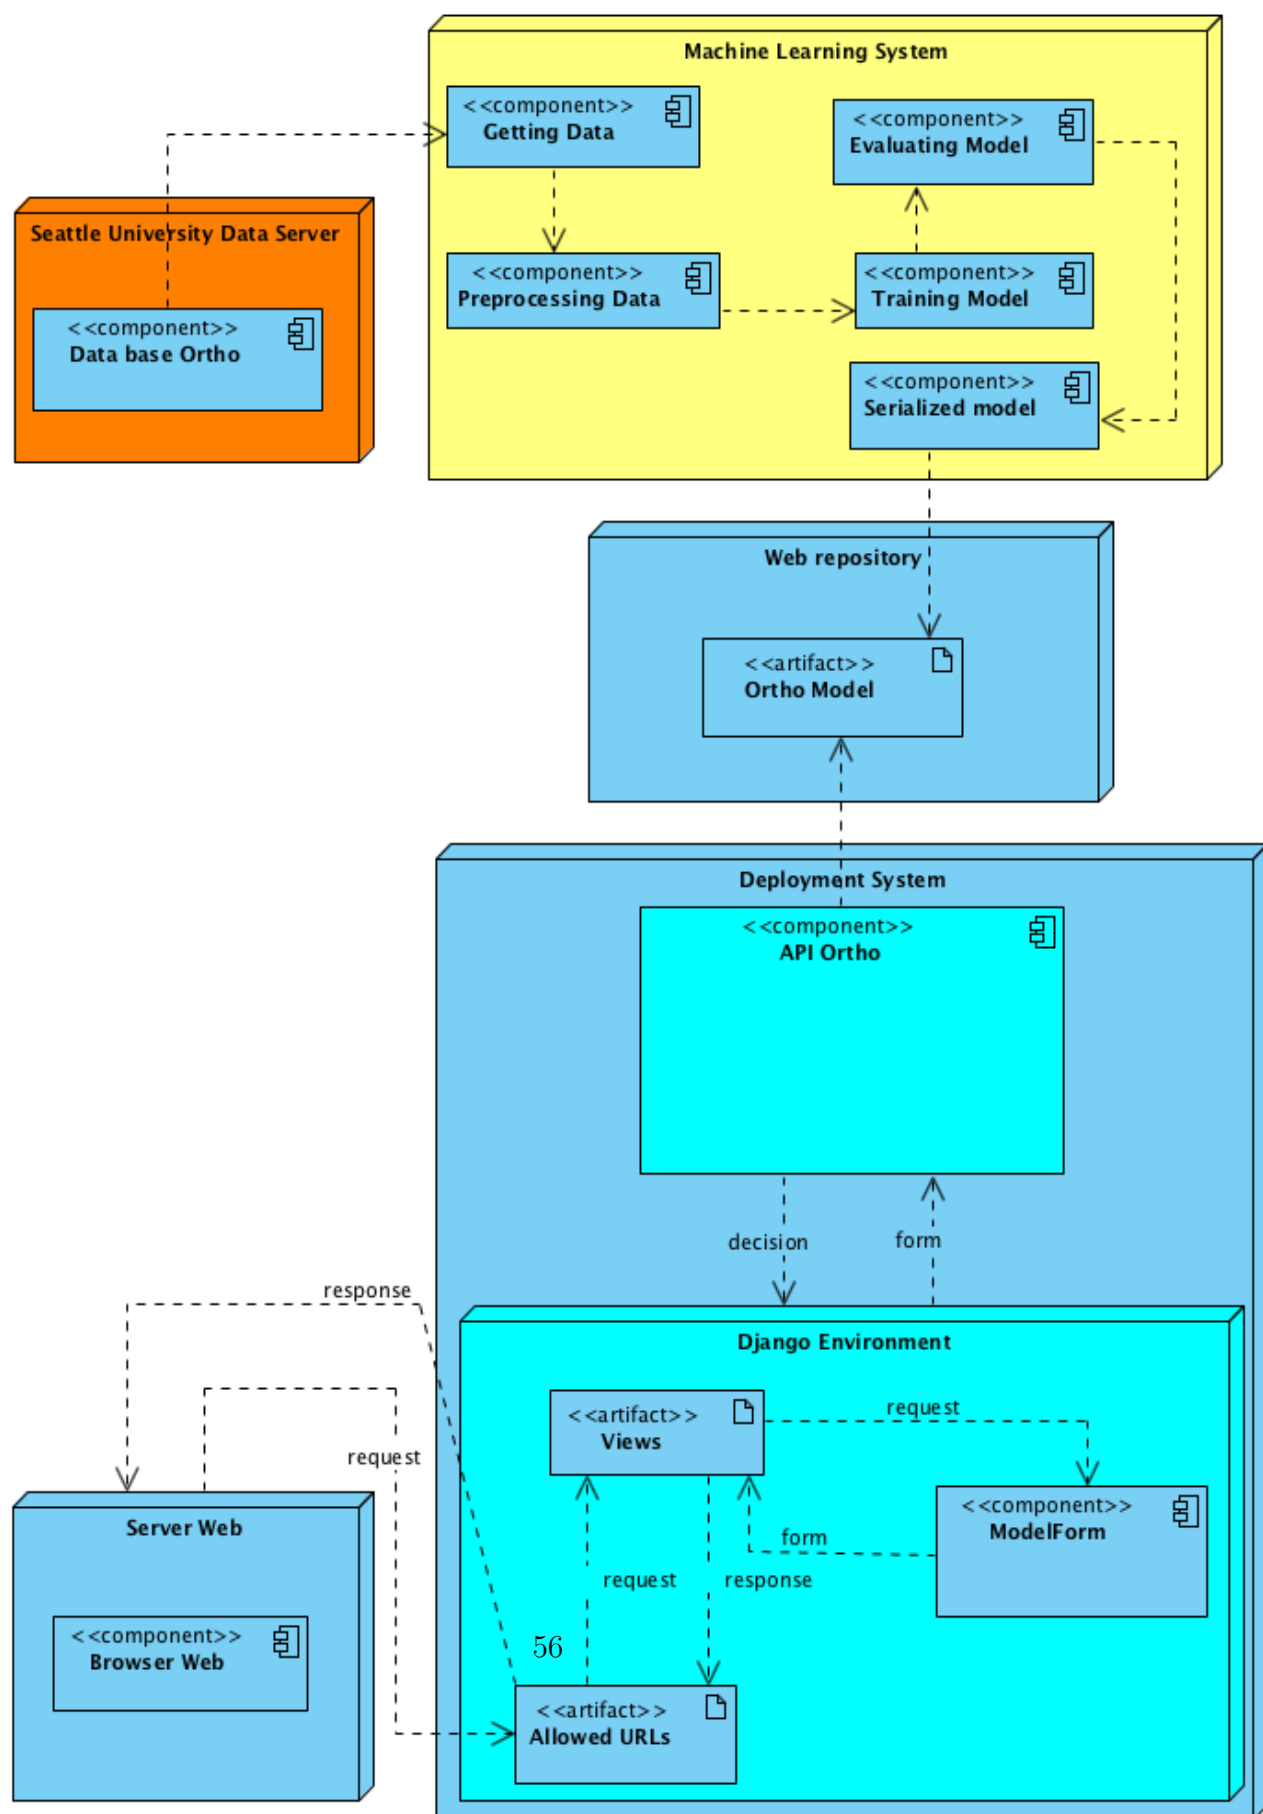 Machine Learning System
<<component>>
Getting Data
<<component>>
Evaluating Model
Seattle University Data Server
<<component>>
Preprocessing Data
<<component>>
Training Model
<<component>>
Data base Ortho
<<component>>
Serialized model
Web repository
<<artifact>>
Ortho Model
Deployment System
<<component>>
API Ortho
decision
form
response
Django Environment
<<artifact>>
Views
request
request
<<component>>
ModelForm
Server Web
form
request
response
<<component>>
Browser Web
56
<<artifact>>
Allowed URLs